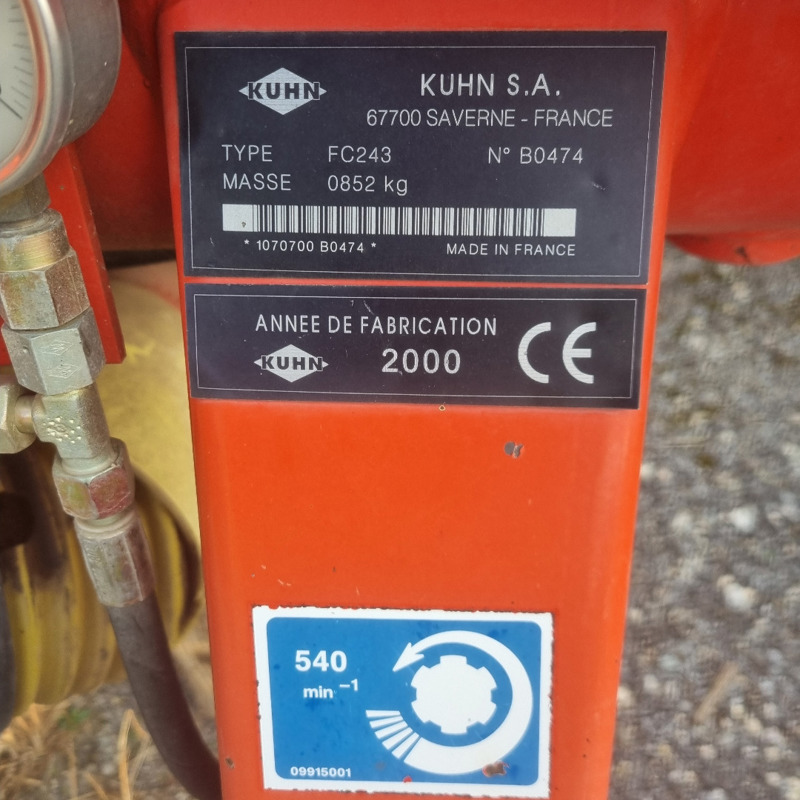 KUHN
KUHN S.A.
67700 SAVERNE - FRANCE
TYPE FC243 N° B0474
MASSE 0852 kg
* 1070700 B0474 * MADE IN FRANCE
ANNEE DE FABRICATION
KUHN 2000 CE
540
min⁻¹
09915001